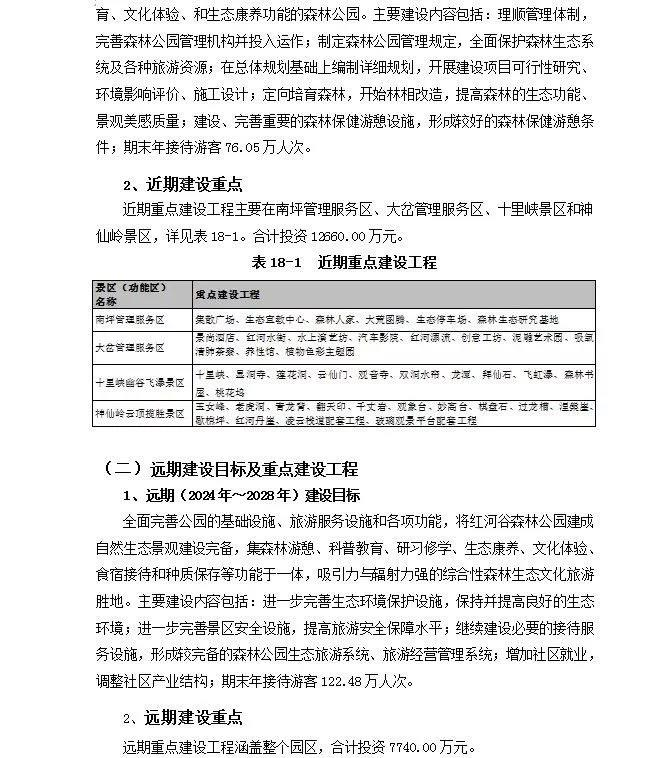 育、文化体验、和生态康养功能的森林公园。主要建设内容包括：理顺管理体制，
完善森林公园管理机构并投入运作；制定森林公园管理规定，全面保护森林生态系
统及各种旅游资源；在总体规划基础上编制详细规划，开展建设项目可行性研究、
环境影响评价、施工设计；定向培育森林，开始林相改造，提高森林的生态功能、
景观美感质量；建设、完善重要的森林保健游憩设施，形成较好的森林保健游憩条
件；期末年接待游客 76.05 万人次。
2、近期建设重点
近期重点建设工程主要在南坪管理服务区、大岔管理服务区、十里峡景区和神
仙岭景区，详见表 18-1。合计投资 12660.00 万元。
表 18-1 近期重点建设工程
景区（功能区）
名称
重点建设工程
南坪管理服务区
集散广场、生态宣教中心、森林人家、大荒图腾、生态停车场、森林生态研究基地
大岔管理服务区
景尚酒店、红河水街、水上演艺坊、汽车影院、红河源流、创意工坊、泥雕艺术园、吸氧
清肺茶寮、养性馆、植物色彩主题园
十里峡幽谷飞瀑景区
十里峡、星洞寺、莲花洞、云仙门、观音寺、双洞水帘、龙潭、拜仙石、飞虹瀑、森林书
屋、桃花坞
神仙岭云顶揽胜景区
玉女峰、老虎洞、青龙背、翻天印、千丈岩、观象台、妙高台、棋盘石、过龙槽、涅槃崖、
歇梢坪、红河丹崖、凌云栈道配套工程、玻璃观景平台配套工程
（二）远期建设目标及重点建设工程
1、远期（2024 年～2028 年）建设目标
全面完善公园的基础设施、旅游服务设施和各项功能，将红河谷森林公园建成
自然生态景观建设完备，集森林游憩、科普教育、研习修学、生态康养、文化体验、
食宿接待和种质保存等功能于一体，吸引力与辐射力强的综合性森林生态文化旅游
胜地。主要建设内容包括：进一步完善生态环境保护设施，保持并提高良好的生态
环境；进一步完善景区安全设施，提高旅游安全保障水平；继续建设必要的接待服
务设施，形成较完备的森林公园生态旅游系统、旅游经营管理系统；增加社区就业，
调整社区产业结构；期末年接待游客 122.48 万人次。
2、远期建设重点
远期重点建设工程涵盖整个园区，合计投资 7740.00 万元。